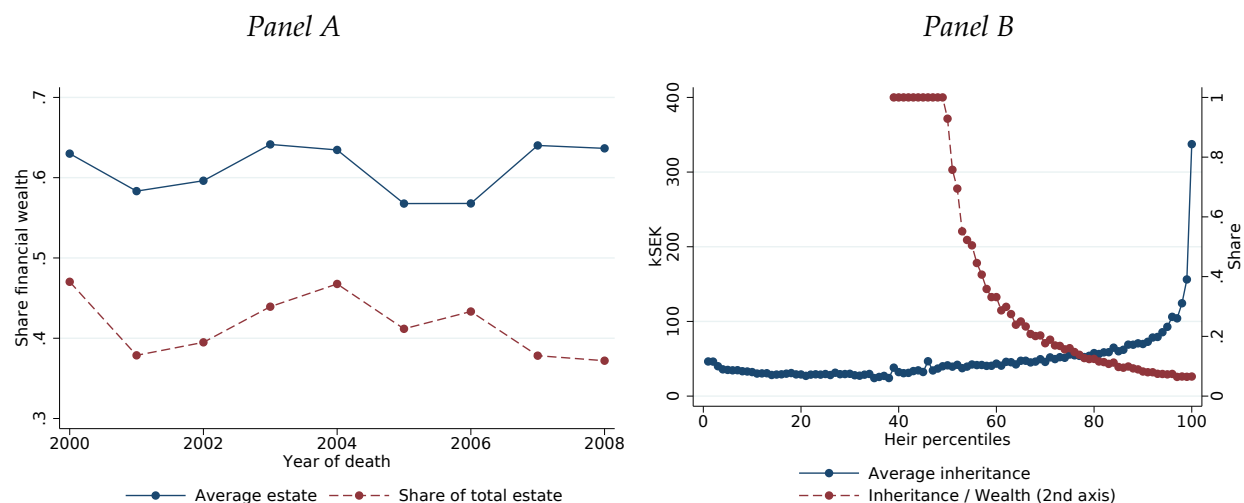 Panel A
Share financial wealth
.7
.6
.5
.4
.3
2000 2002 2004 2006 2008
Year of death
Average estate Share of total estate
Panel B
kSEK
400
300
200
100
0
Share
1
.8
.6
.4
.2
0
0 20 40 60 80 100
Heir percentiles
Average inheritance
Inheritance / Wealth (2nd axis)